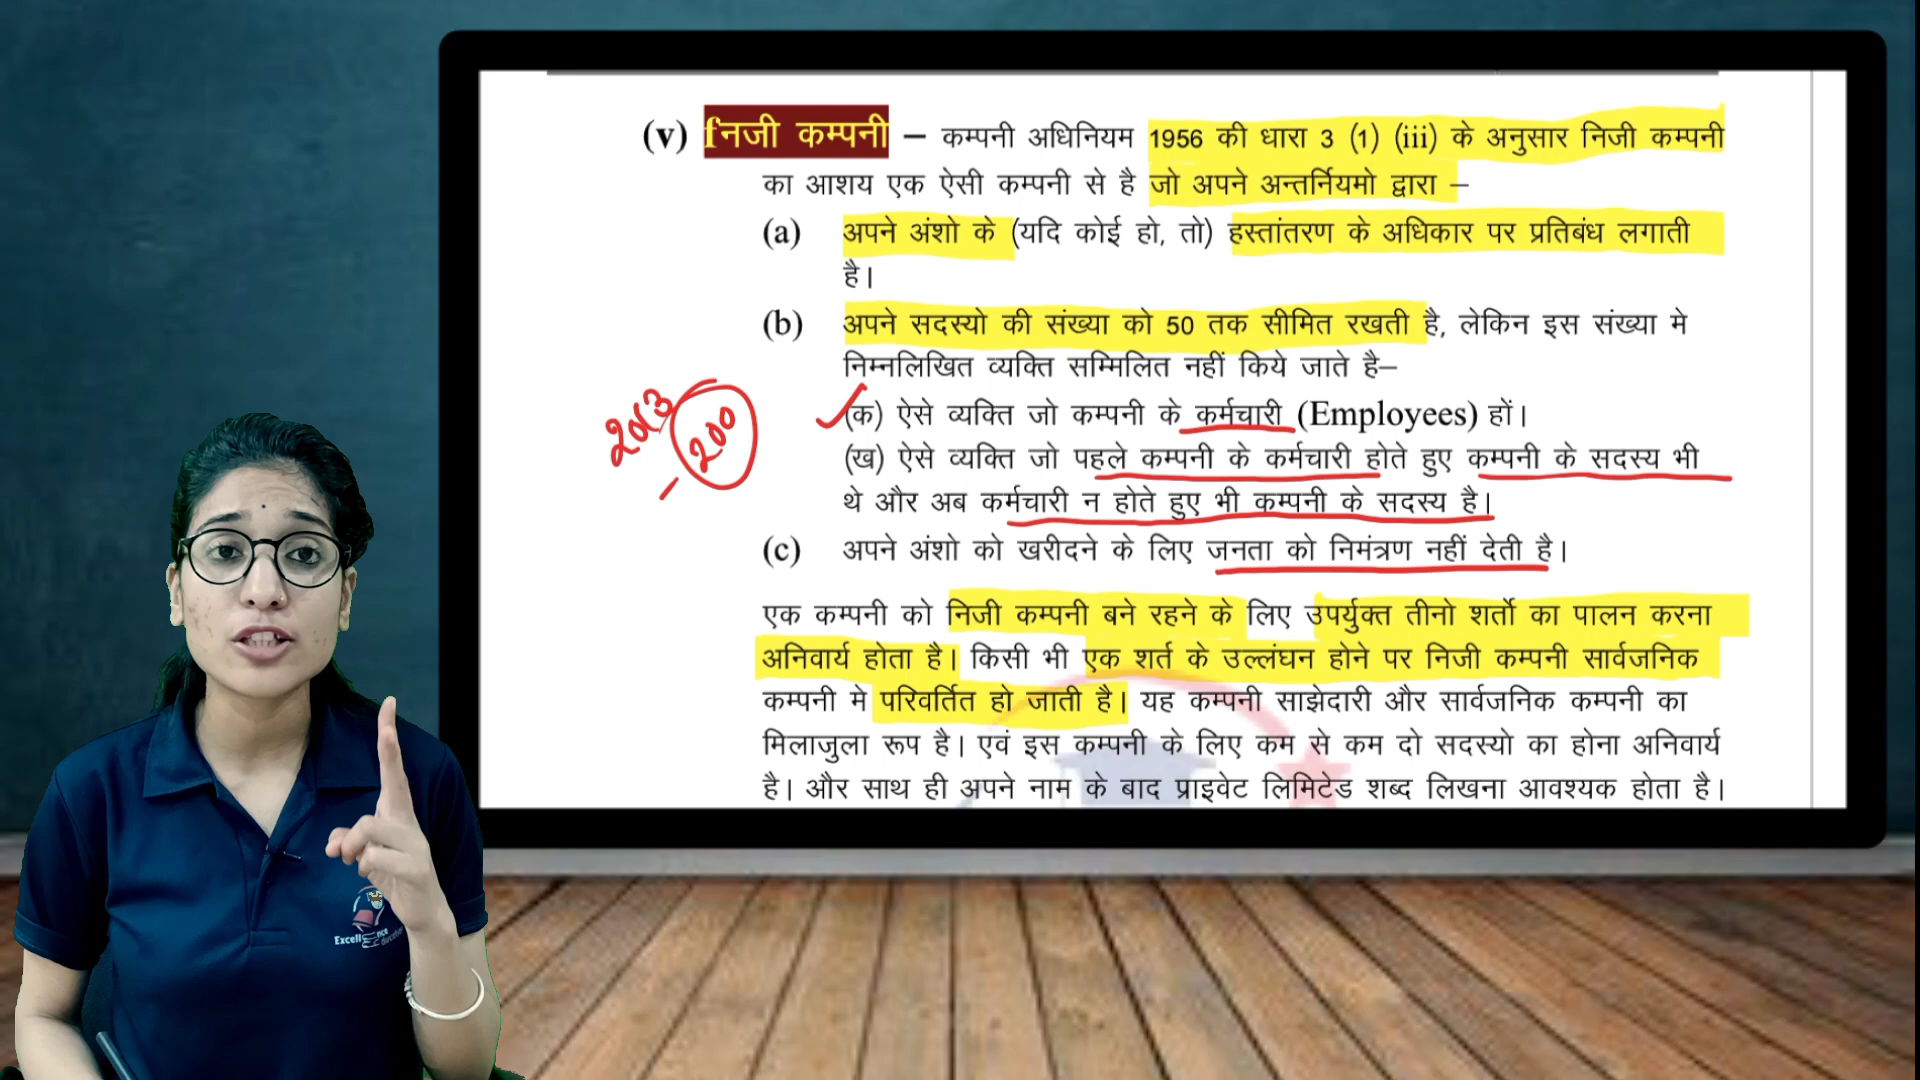 (v) fनिजी कम्पनी – कम्पनी अधिनियम 1956 की धारा 3 (1) (iii) के अनुसार निजी कम्पनी
का आशय एक ऐसी कम्पनी से है जो अपने अन्तर्नियमो द्वारा –
(a) अपने अंशो के (यदि कोई हो, तो) हस्तांतरण के अधिकार पर प्रतिबंध लगाती
है।
(b) अपने सदस्यो की संख्या को 50 तक सीमित रखती है, लेकिन इस संख्या मे
निम्नलिखित व्यक्ति सम्मिलित नहीं किये जाते है–
2013
- 200
(क) ऐसे व्यक्ति जो कम्पनी के कर्मचारी (Employees) हों।
(ख) ऐसे व्यक्ति जो पहले कम्पनी के कर्मचारी होते हुए कम्पनी के सदस्य भी
थे और अब कर्मचारी न होते हुए भी कम्पनी के सदस्य है।
(c) अपने अंशो को खरीदने के लिए जनता को निमंत्रण नहीं देती है।
एक कम्पनी को निजी कम्पनी बने रहने के लिए उपर्युक्त तीनो शर्तो का पालन करना
अनिवार्य होता है। किसी भी एक शर्त के उल्लंघन होने पर निजी कम्पनी सार्वजनिक
कम्पनी मे परिवर्तित हो जाती है। यह कम्पनी साझेदारी और सार्वजनिक कम्पनी का
मिलाजुला रूप है। एवं इस कम्पनी के लिए कम से कम दो सदस्यो का होना अनिवार्य
है। और साथ ही अपने नाम के बाद प्राइवेट लिमिटेड शब्द लिखना आवश्यक होता है।